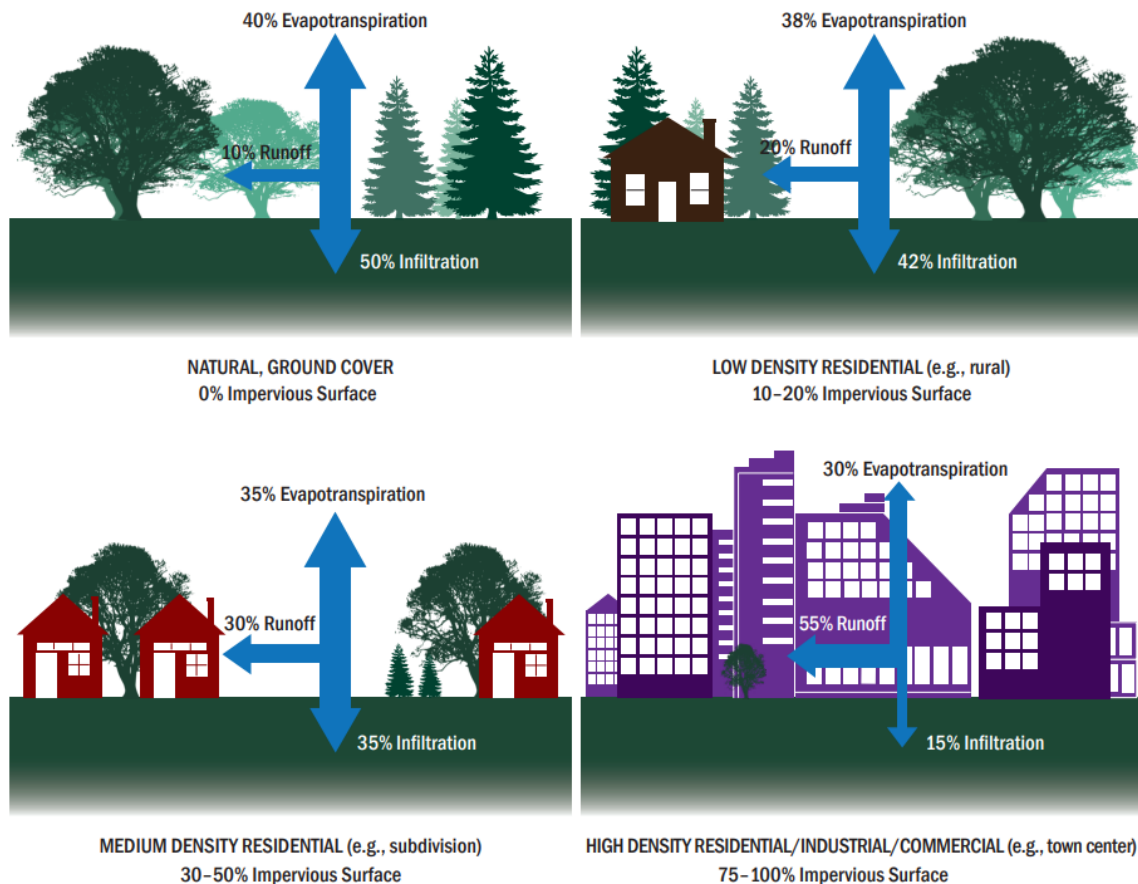 40% Evapotranspiration
10% Runoff
50% Infiltration
NATURAL, GROUND COVER
0% Impervious Surface
38% Evapotranspiration
20% Runoff
42% Infiltration
LOW DENSITY RESIDENTIAL (e.g., rural)
10–20% Impervious Surface
35% Evapotranspiration
30% Runoff
35% Infiltration
MEDIUM DENSITY RESIDENTIAL (e.g., subdivision)
30–50% Impervious Surface
30% Evapotranspiration
55% Runoff
15% Infiltration
HIGH DENSITY RESIDENTIAL/INDUSTRIAL/COMMERCIAL (e.g., town center)
75–100% Impervious Surface